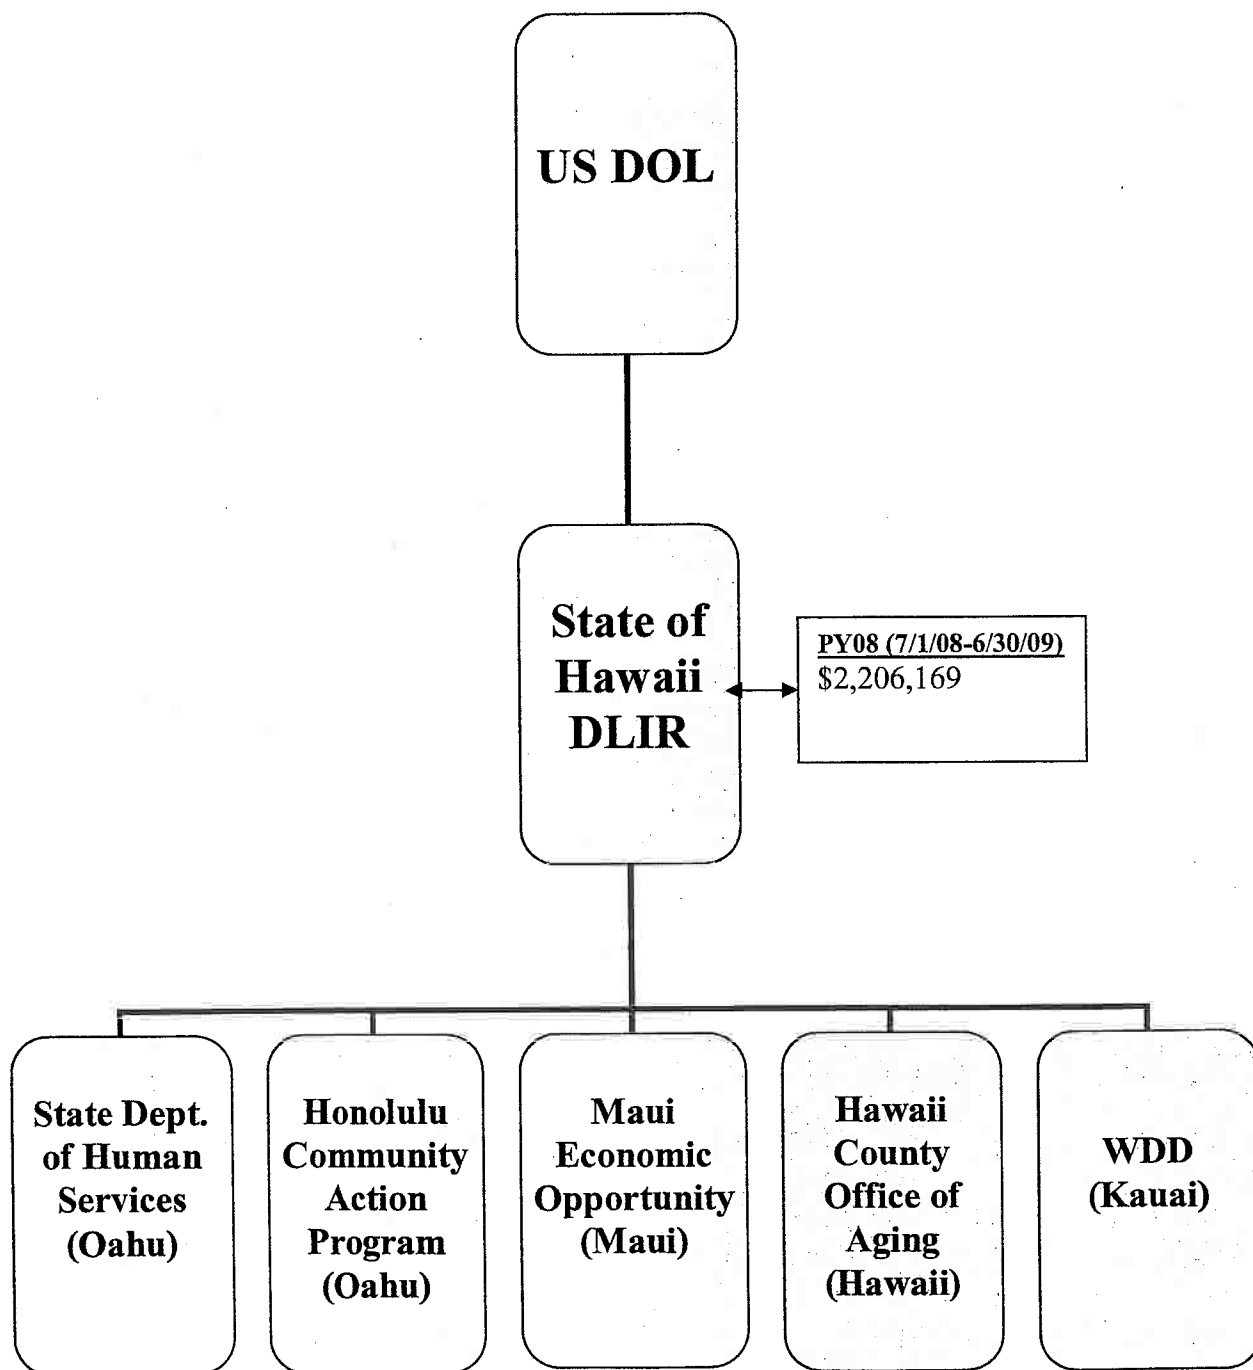 US DOL
State of
Hawaii
DLIR
PY08 (7/1/08-6/30/09)
$2,206,169
State Dept.
of Human
Services
(Oahu)
Honolulu
Community
Action
Program
(Oahu)
Maui
Economic
Opportunity
(Maui)
Hawaii
County
Office of
Aging
(Hawaii)
WDD
(Kauai)